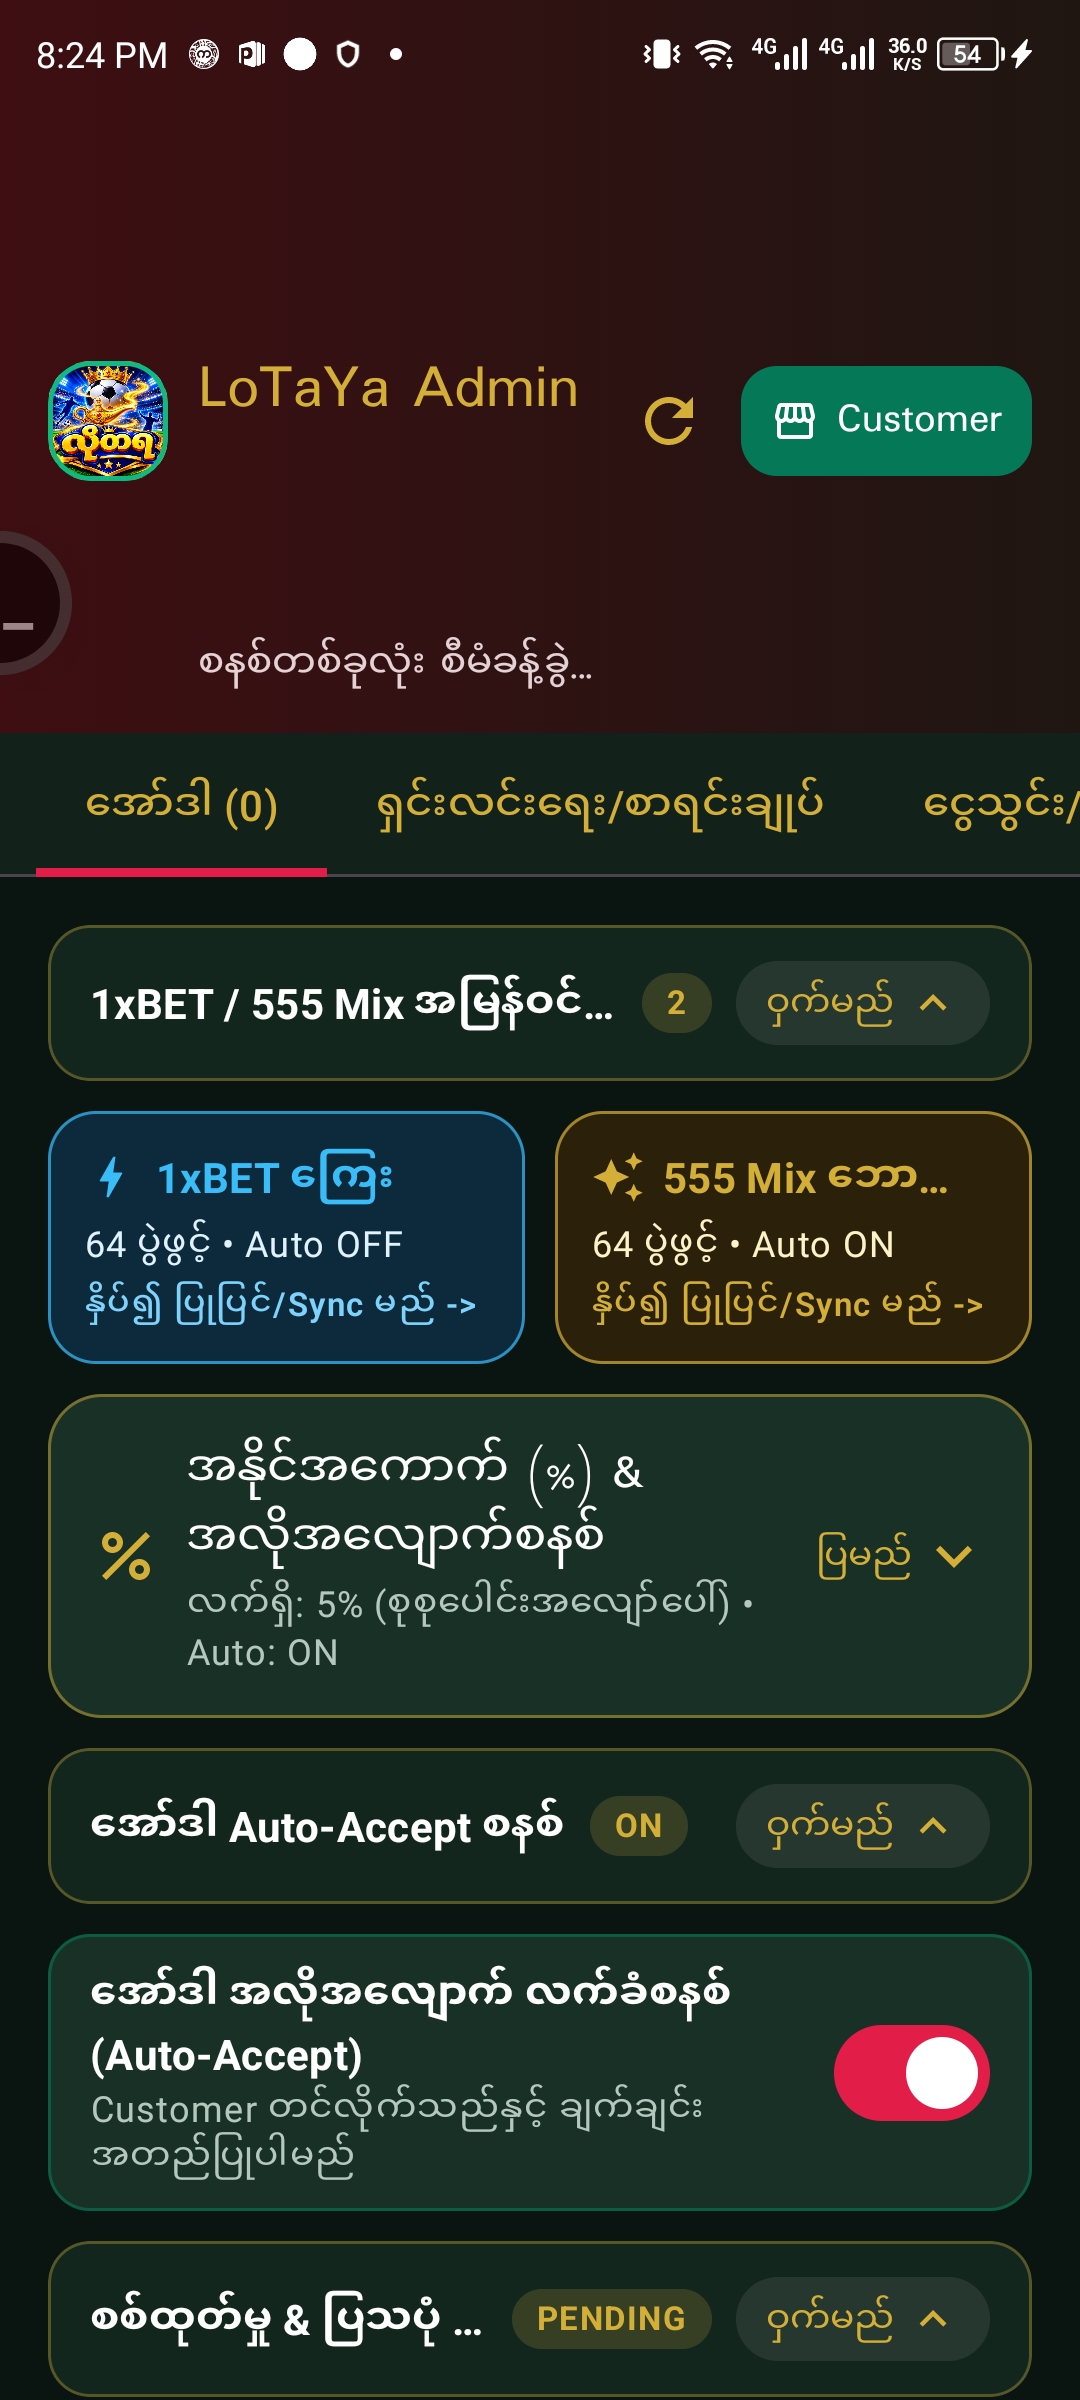 8:24 PM
4G 4G 36.0 K/S 54
လိုတရ
LoTaYa Admin
Customer
စနစ်တစ်ခုလုံး စီမံခန့်ခွဲ...
အော်ဒါ (0) ရှင်းလင်းရေး/စာရင်းချုပ် ငွေသွင်း/
1xBET / 555 Mix အမြန်ဝင်... 2 ဝှက်မည်
1xBET ကြေး
64 ပွဲဖွင့် • Auto OFF
နှိပ်၍ ပြုပြင်/Sync မည် ->
555 Mix ဘော...
64 ပွဲဖွင့် • Auto ON
နှိပ်၍ ပြုပြင်/Sync မည် ->
% အနိုင်အကောက် (%) &
အလိုအလျောက်စနစ်
လက်ရှိ: 5% (စုစုပေါင်းအလျော်ပေါ်) •
Auto: ON
ပြမည်
အော်ဒါ Auto-Accept စနစ် ON ဝှက်မည်
အော်ဒါ အလိုအလျောက် လက်ခံစနစ်
(Auto-Accept)
Customer တင်လိုက်သည်နှင့် ချက်ချင်း
အတည်ပြုပါမည်
စစ်ထုတ်မှု & ပြသပုံ ... PENDING ဝှက်မည်